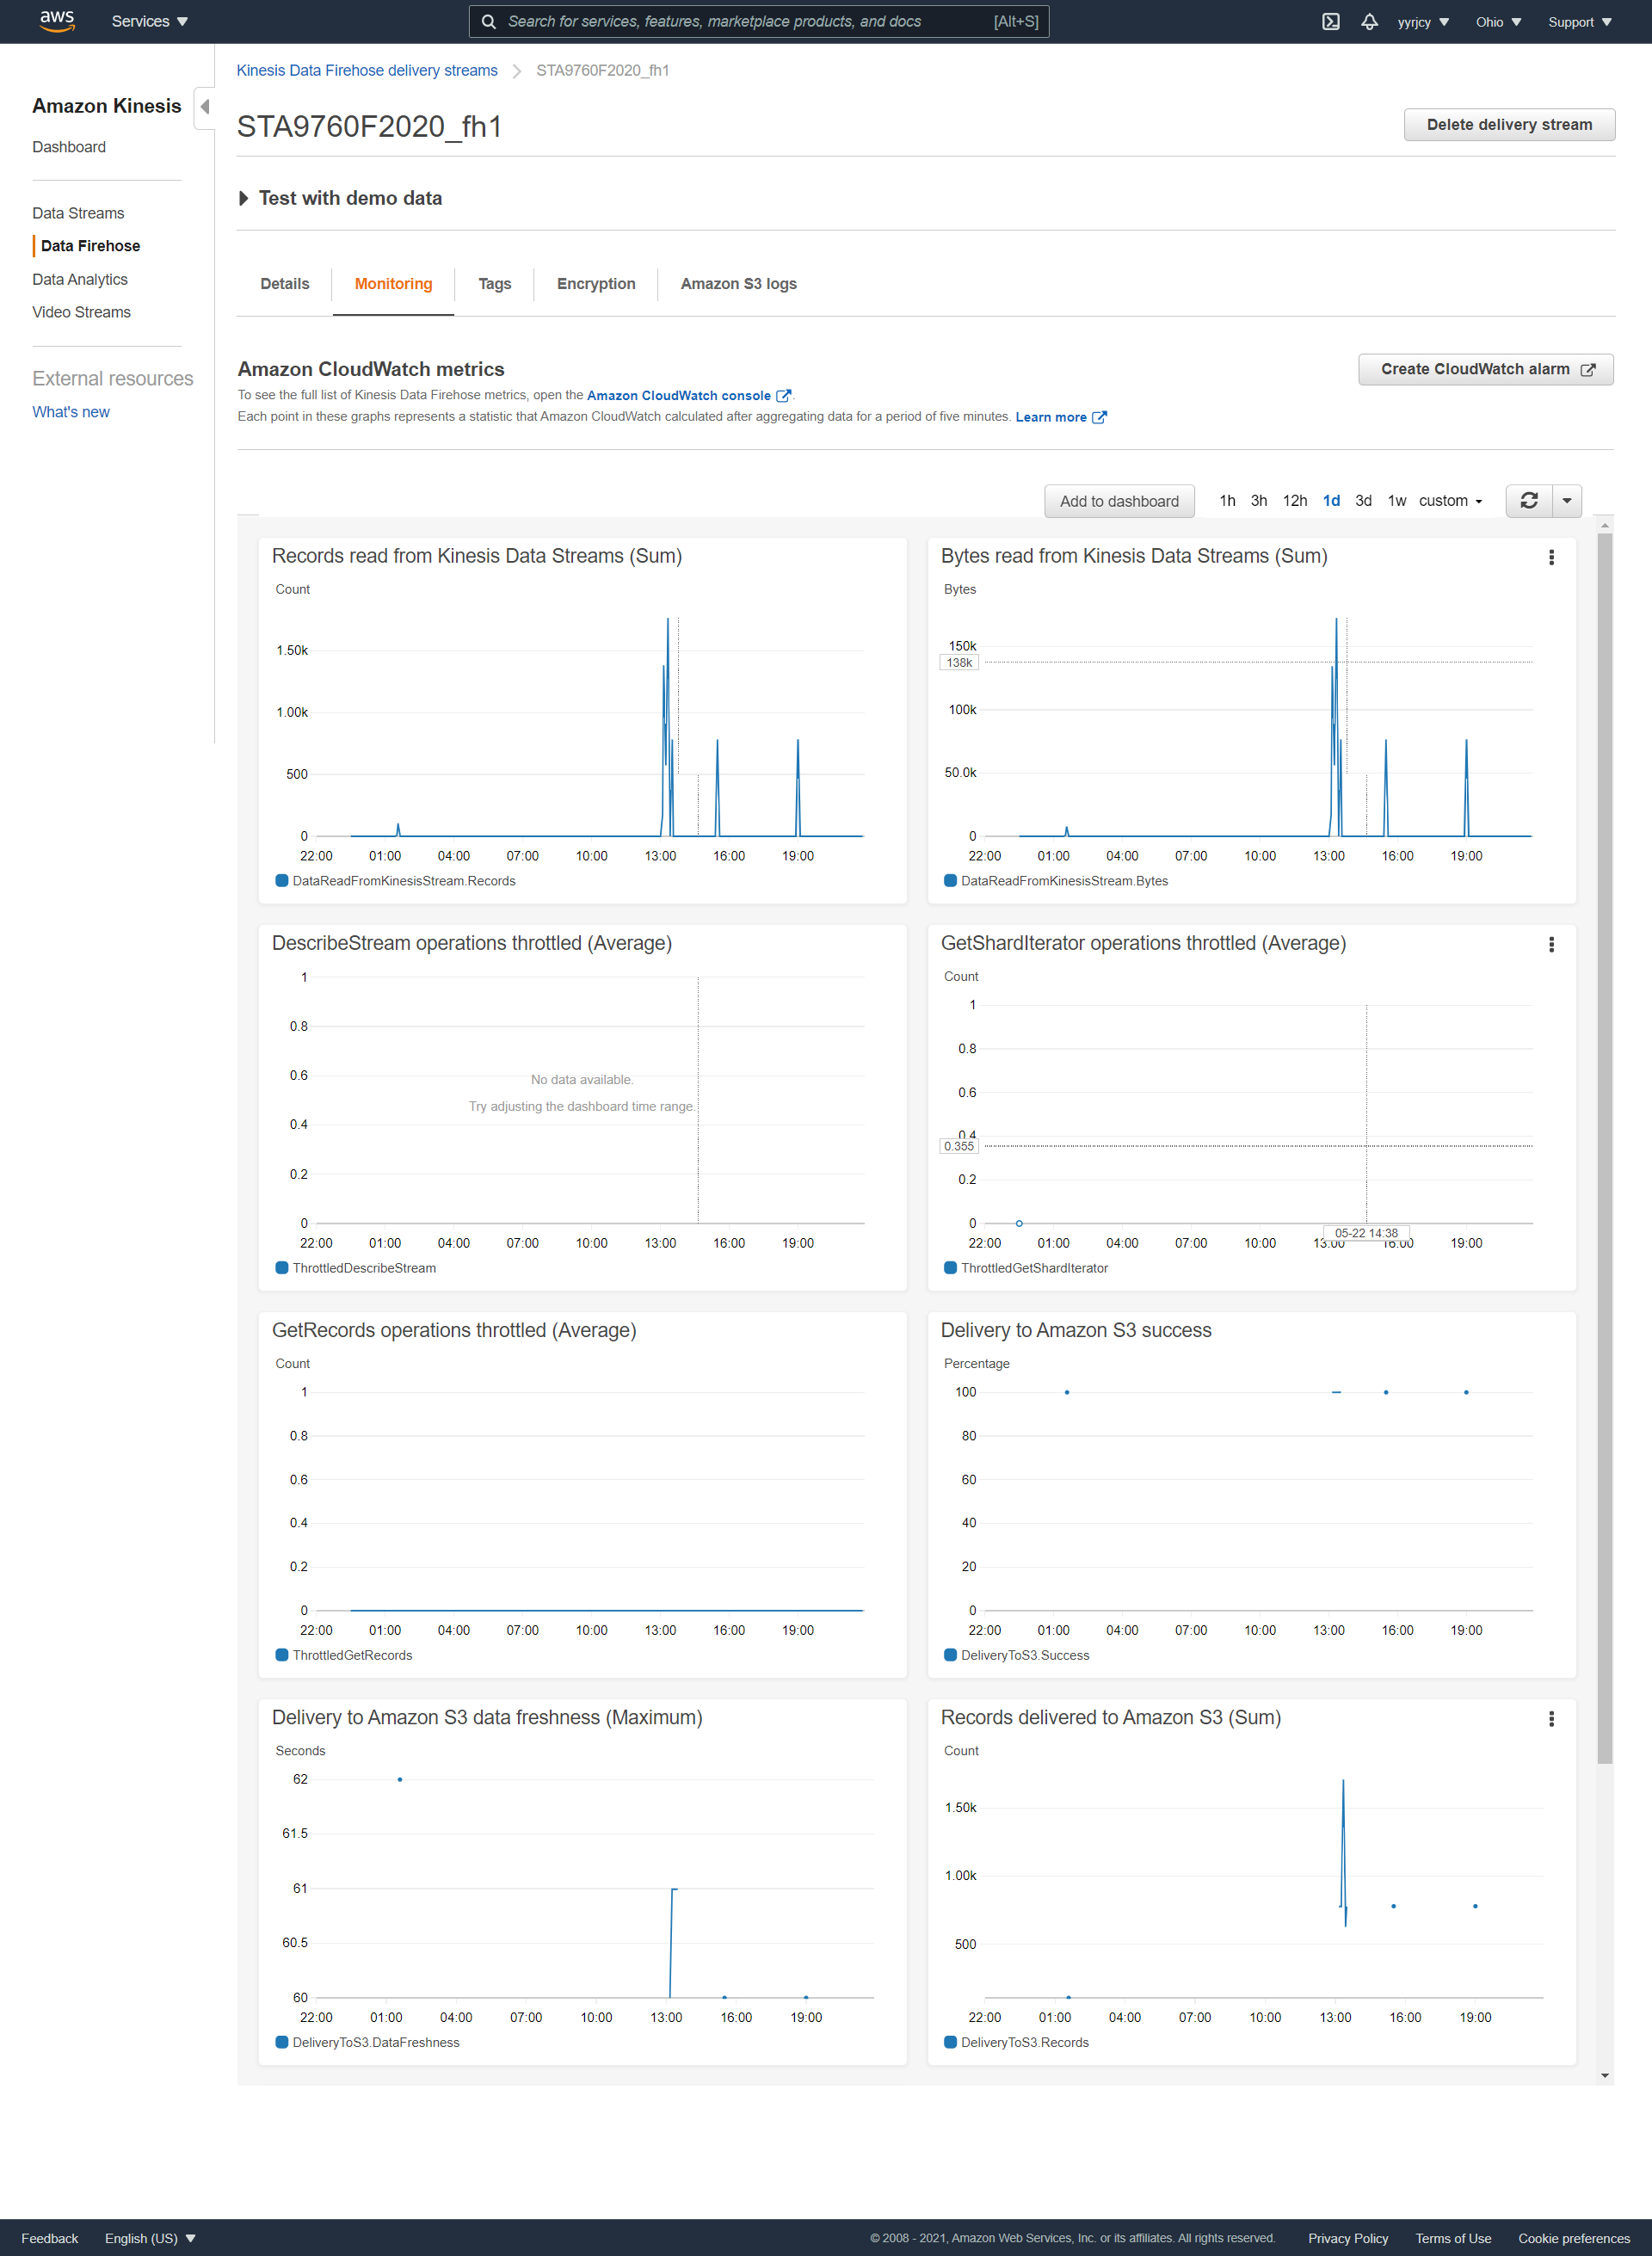 aws Services Search for services, features, marketplace products, and docs [Alt+S] yyrjcy Ohio Support
Amazon Kinesis
Dashboard
Data Streams
Data Firehose
Data Analytics
Video Streams
External resources
What's new
Kinesis Data Firehose delivery streams STA9760F2020_fh1
STA9760F2020_fh1 Delete delivery stream
Test with demo data
Details Monitoring Tags Encryption Amazon S3 logs
Amazon CloudWatch metrics Create CloudWatch alarm
To see the full list of Kinesis Data Firehose metrics, open the Amazon CloudWatch console.
Each point in these graphs represents a statistic that Amazon CloudWatch calculated after aggregating data for a period of five minutes. Learn more
Add to dashboard 1h 3h 12h 1d 3d 1w custom
Records read from Kinesis Data Streams (Sum)
Count
1.50k
1.00k
500
0
22:00 01:00 04:00 07:00 10:00 13:00 16:00 19:00
DataReadFromKinesisStream.Records
Bytes read from Kinesis Data Streams (Sum)
Bytes
150k
138k
100k
50.0k
0
22:00 01:00 04:00 07:00 10:00 13:00 16:00 19:00
DataReadFromKinesisStream.Bytes
DescribeStream operations throttled (Average)
1
0.8
0.6
No data available.
Try adjusting the dashboard time range.
0.4
0.2
0
22:00 01:00 04:00 07:00 10:00 13:00 16:00 19:00
ThrottledDescribeStream
GetShardIterator operations throttled (Average)
Count
1
0.8
0.6
0.4
0.355
0.2
0
05-22 14:38
22:00 01:00 04:00 07:00 10:00 13:00 16:00 19:00
ThrottledGetShardIterator
GetRecords operations throttled (Average)
Count
1
0.8
0.6
0.4
0.2
0
22:00 01:00 04:00 07:00 10:00 13:00 16:00 19:00
ThrottledGetRecords
Delivery to Amazon S3 success
Percentage
100
80
60
40
20
0
22:00 01:00 04:00 07:00 10:00 13:00 16:00 19:00
DeliveryToS3.Success
Delivery to Amazon S3 data freshness (Maximum)
Seconds
62
61.5
61
60.5
60
22:00 01:00 04:00 07:00 10:00 13:00 16:00 19:00
DeliveryToS3.DataFreshness
Records delivered to Amazon S3 (Sum)
Count
1.50k
1.00k
500
22:00 01:00 04:00 07:00 10:00 13:00 16:00 19:00
DeliveryToS3.Records
Feedback English (US) © 2008 - 2021, Amazon Web Services, Inc. or its affiliates. All rights reserved. Privacy Policy Terms of Use Cookie preferences